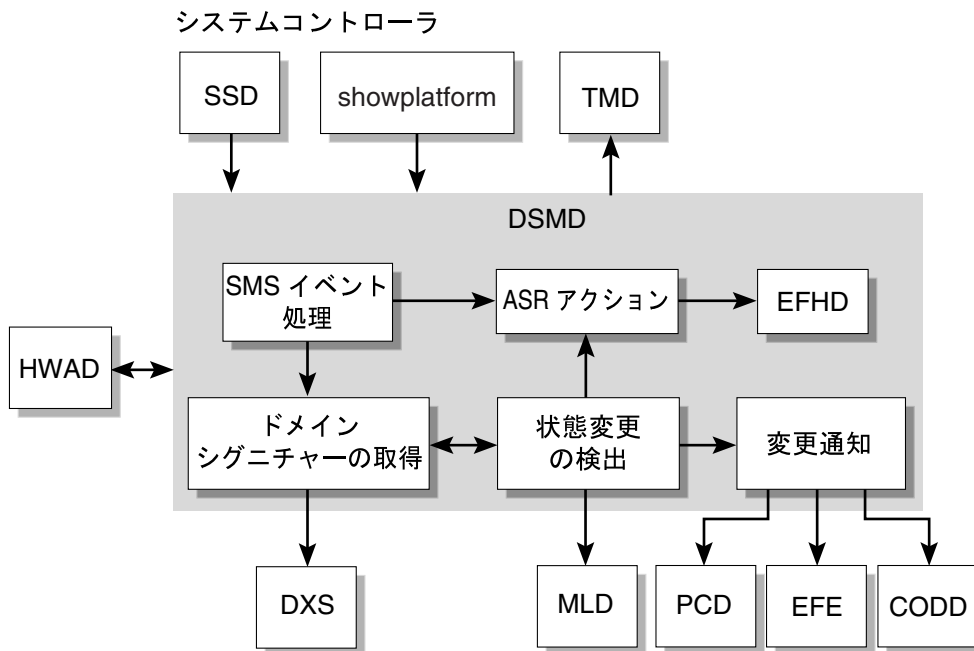 システムコントローラ
SSD
showplatform
TMD
DSMD
SMS イベント
処理
ASR アクション
EFHD
HWAD
ドメイン
シグニチャーの取得
状態変更
の検出
変更通知
DXS
MLD
PCD
EFE
CODD